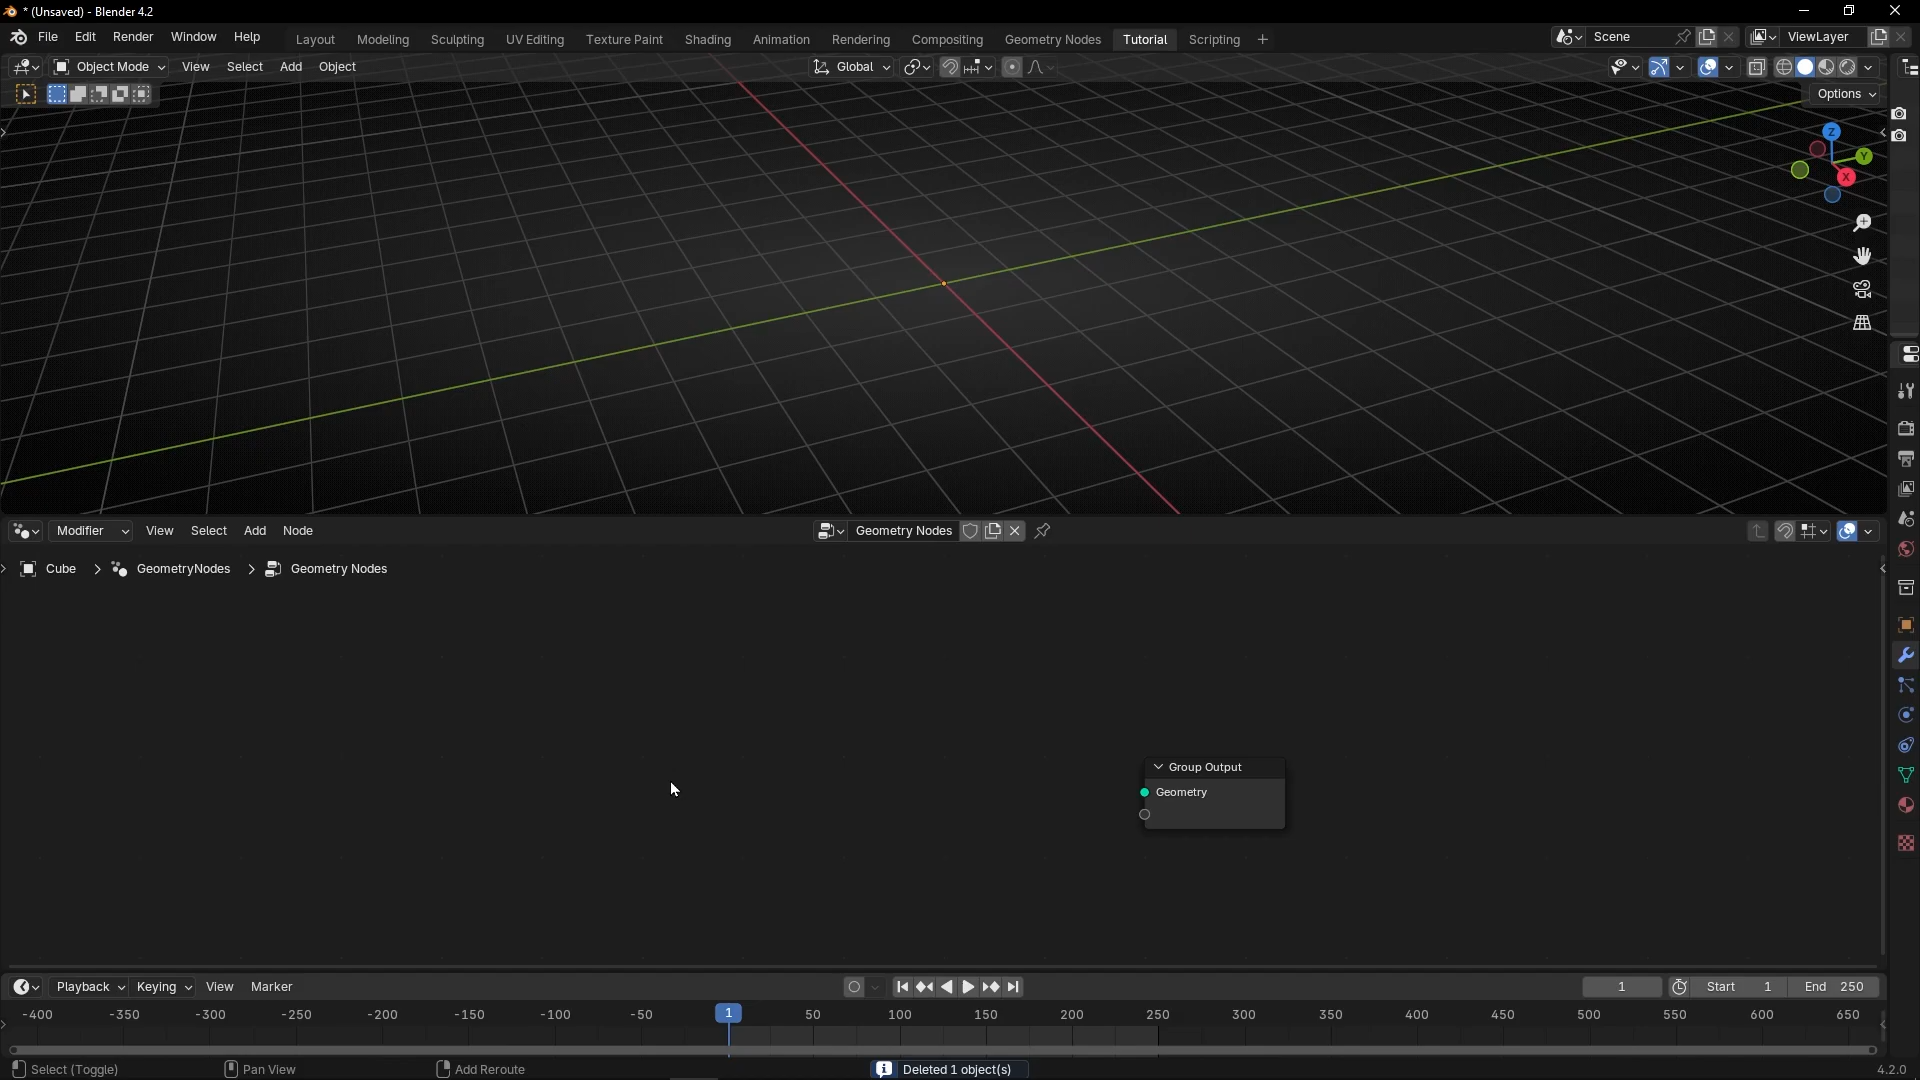 * (Unsaved) - Blender 4.2
File Edit Render Window Help Layout Modeling Sculpting UV Editing Texture Paint Shading Animation Rendering Compositing Geometry Nodes Tutorial Scripting + Scene ViewLayer
Object Mode View Select Add Object Global
Options
Z
Y
X
Modifier View Select Add Node Geometry Nodes
Cube > GeometryNodes > Geometry Nodes
Group Output
Geometry
Playback Keying View Marker 1 Start 1 End 250
-400 -350 -300 -250 -200 -150 -100 -50 1 50 100 150 200 250 300 350 400 450 500 550 600 650
Select (Toggle) Pan View Add Reroute Deleted 1 object(s) 4.2.0